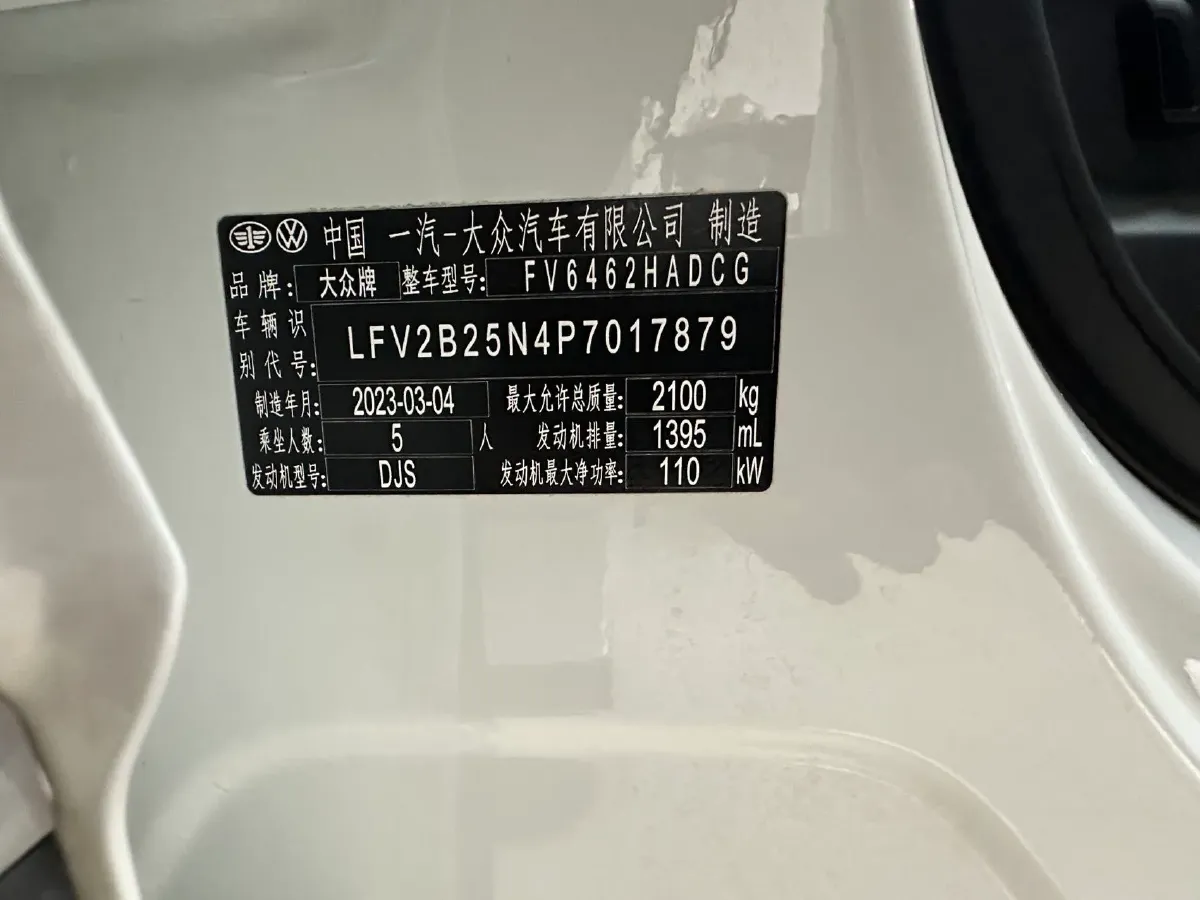 中国 一汽-大众汽车有限公司 制造
品牌: 大众牌 整车型号: FV6462HADCG
车辆识别代号: LFV2B25N4P7017879
制造年月: 2023-03-04 最大允许总质量: 2100 kg
乘坐人数: 5 人 发动机排量: 1395 mL
发动机型号: DJS 发动机最大净功率: 110 kW